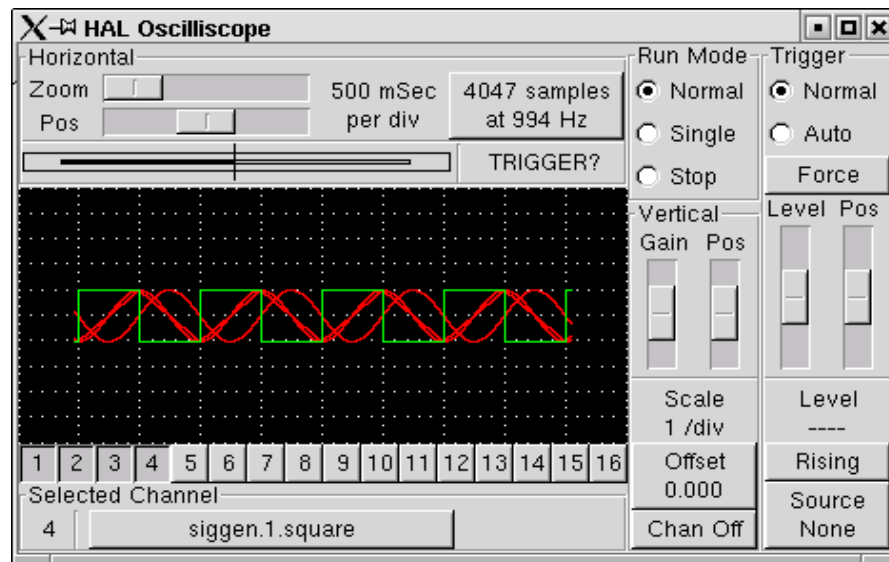 HAL Oscilliscope
Horizontal
Zoom
Pos
500 mSec
per div
4047 samples
at 994 Hz
TRIGGER?
Run Mode
Normal
Single
Stop
Trigger
Normal
Auto
Force
Level Pos
Vertical
Gain Pos
Scale
1 /div
Offset
0.000
Chan Off
Level
----
Rising
Source
None
1 2 3 4 5 6 7 8 9 10 11 12 13 14 15 16
Selected Channel
4 siggen.1.square